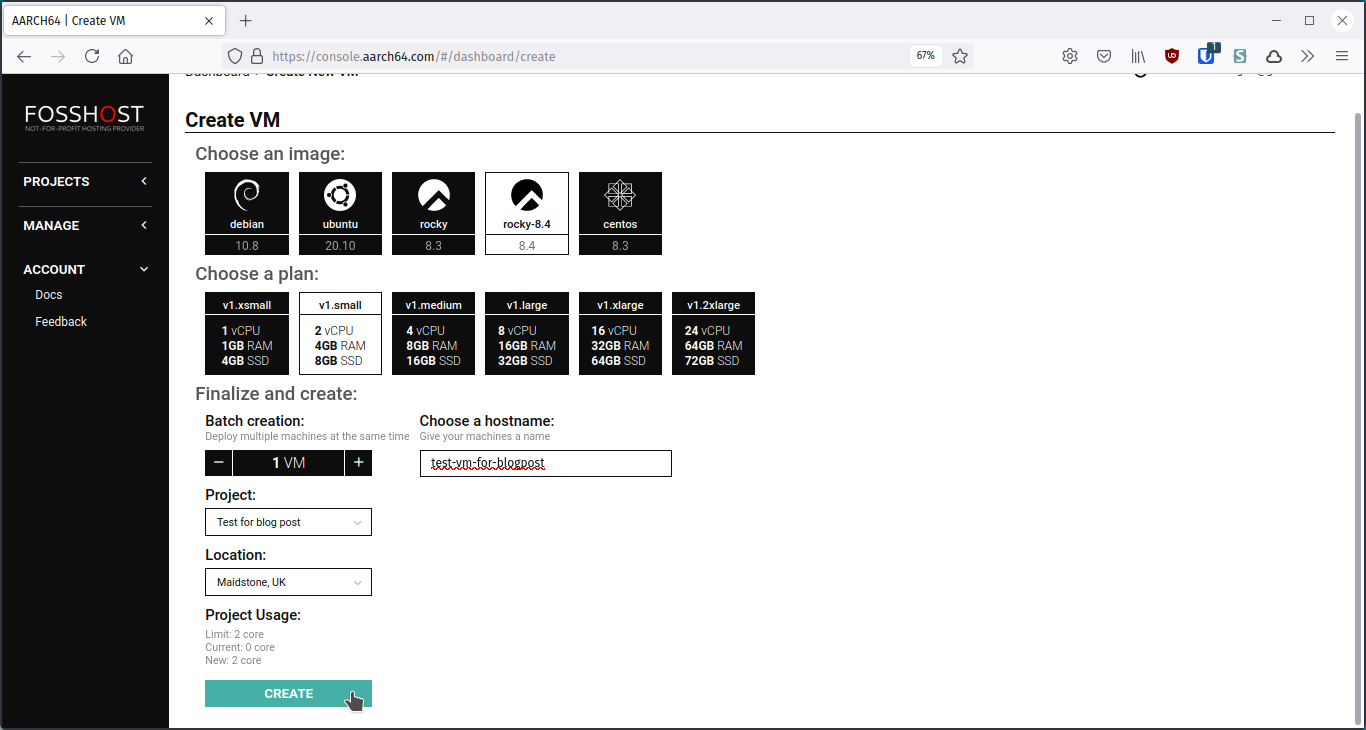 AARCH64 | Create VM
https://console.aarch64.com/#/dashboard/create
67%
1
Dashboard > Create New VM
FOSSHOST
NOT-FOR-PROFIT HOSTING PROVIDER
PROJECTS
MANAGE
ACCOUNT
Docs
Feedback
Create VM
Choose an image:
debian ubuntu rocky rocky-8.4 centos
10.8 20.10 8.3 8.4 8.3
Choose a plan:
v1.xsmall v1.small v1.medium v1.large v1.xlarge v1.2xlarge
1 vCPU 2 vCPU 4 vCPU 8 vCPU 16 vCPU 24 vCPU
1GB RAM 4GB RAM 8GB RAM 16GB RAM 32GB RAM 64GB RAM
4GB SSD 8GB SSD 16GB SSD 32GB SSD 64GB SSD 72GB SSD
Finalize and create:
Batch creation: Choose a hostname:
Deploy multiple machines at the same time Give your machines a name
− 1 VM + test-vm-for-blogpost
Project:
Test for blog post
Location:
Maidstone, UK
Project Usage:
Limit: 2 core
Current: 0 core
New: 2 core
CREATE